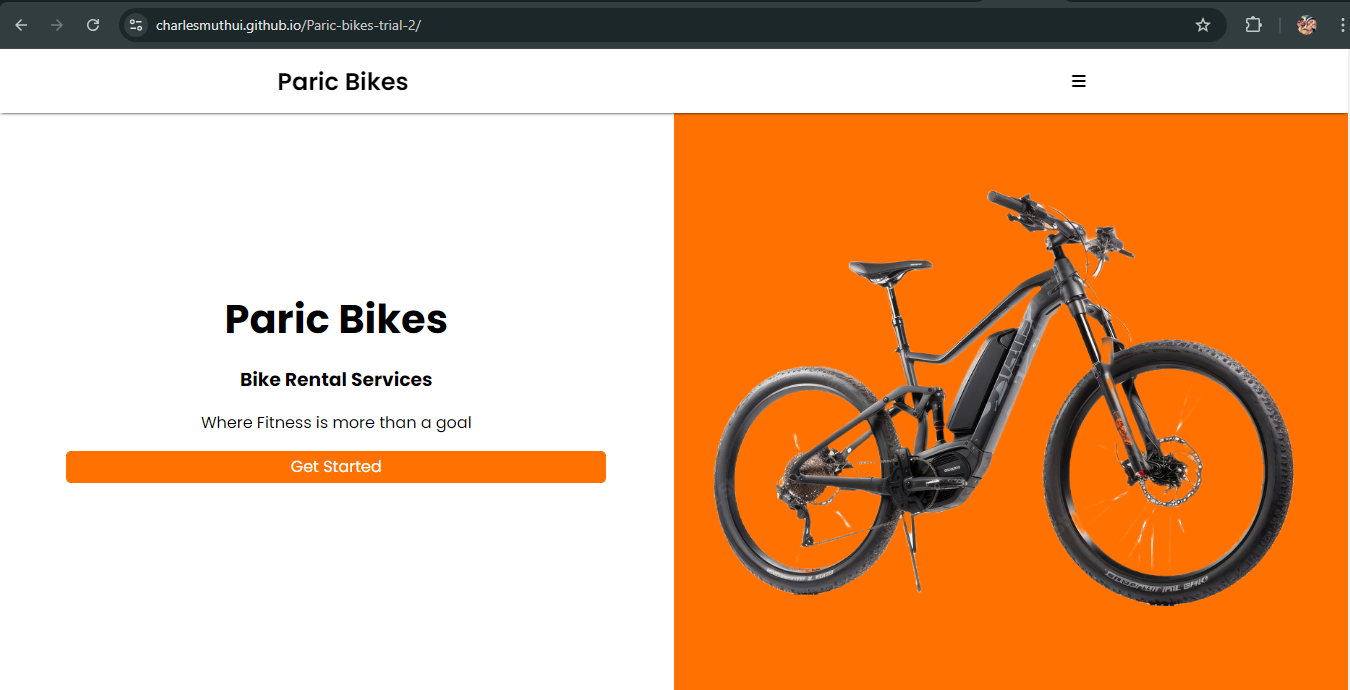 charlesmuthui.github.io/Paric-bikes-trial-2/
Paric Bikes
Paric Bikes
Bike Rental Services
Where Fitness is more than a goal
Get Started